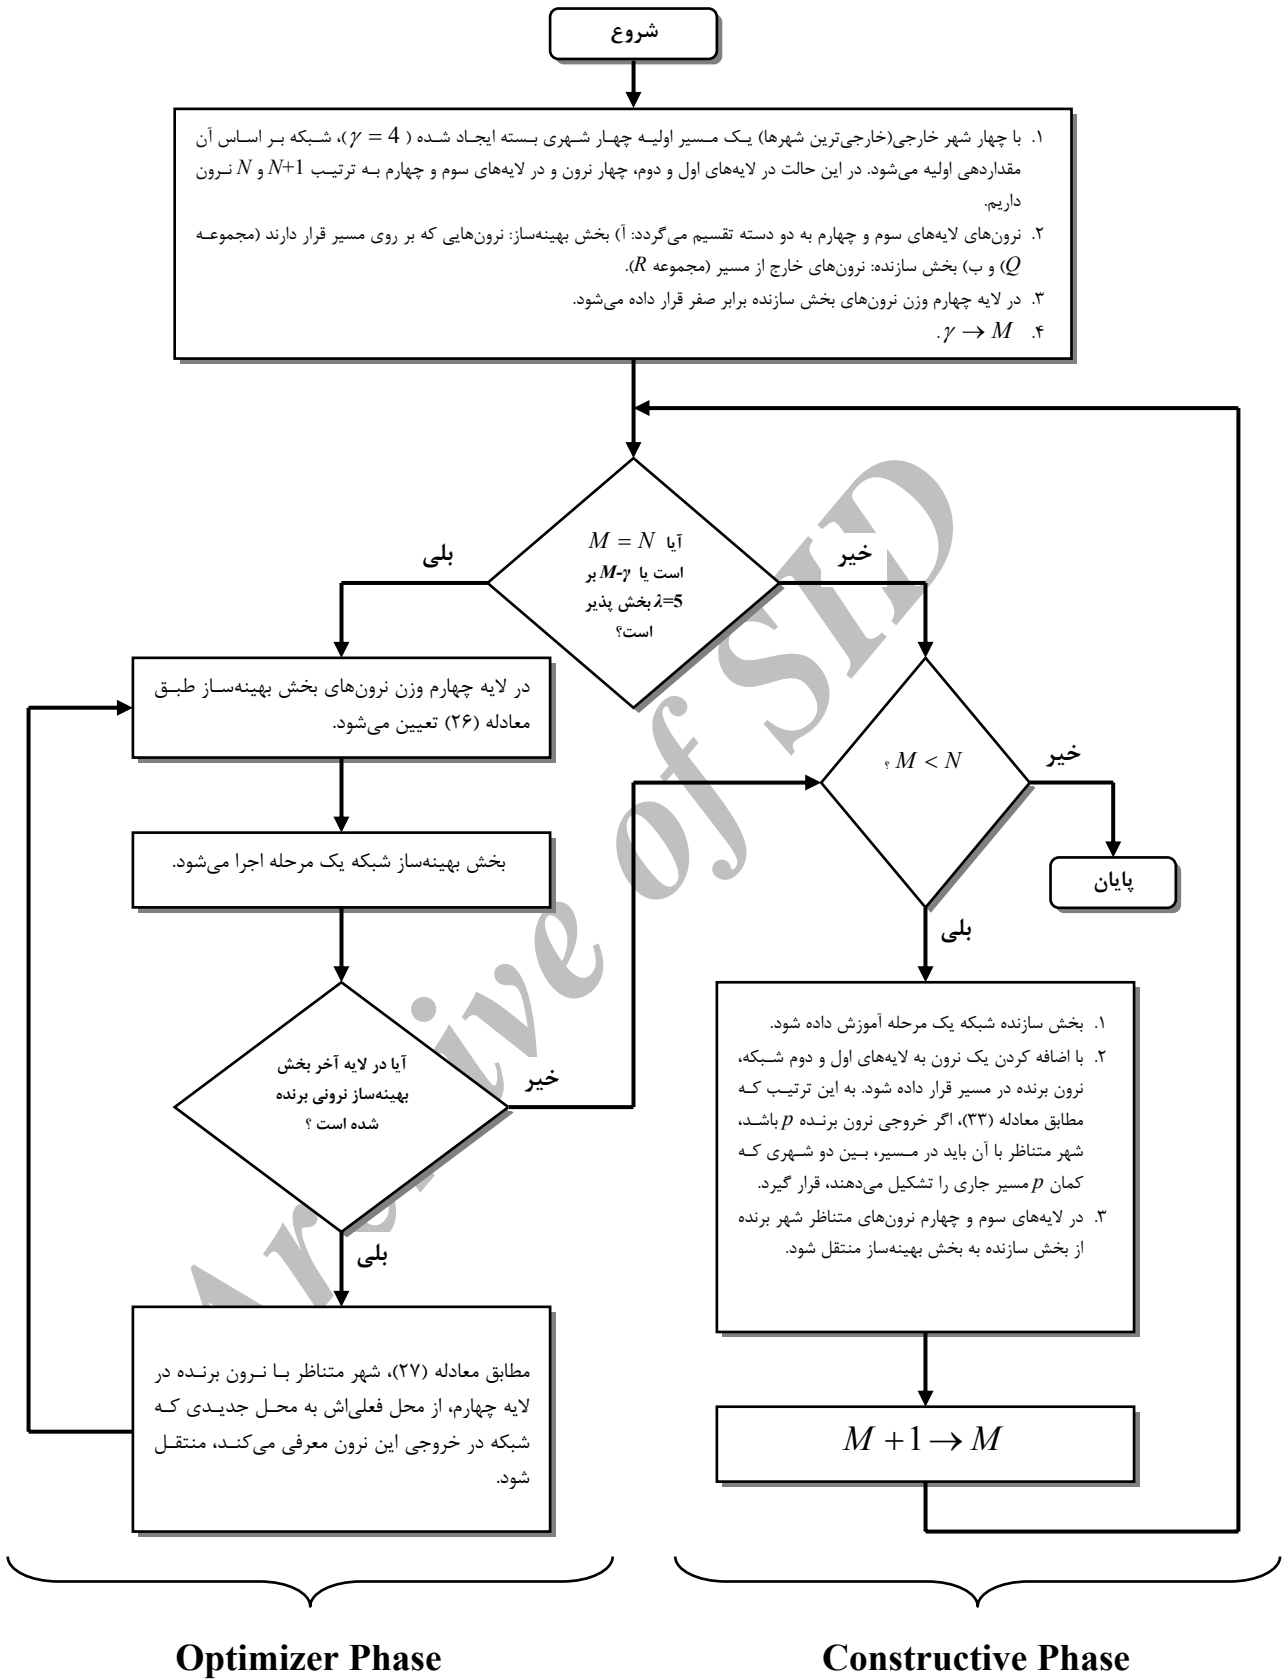 شروع
۱. با چهار شهر خارجی(خارجی‌ترین شهرها) یک مسیر اولیه چهار شهری بسته ایجاد شده (γ = 4)، شبکه بر اساس آن
مقداردهی اولیه می‌شود. در این حالت در لایه‌های اول و دوم، چهار نرون و در لایه‌های سوم و چهارم به ترتیب N+1 و N نرون
داریم.
۲. نرون‌های لایه‌های سوم و چهارم به دو دسته تقسیم می‌گردد: آ) بخش بهینه‌ساز: نرون‌هایی که بر روی مسیر قرار دارند (مجموعه
Q) و ب) بخش سازنده: نرون‌های خارج از مسیر (مجموعه R).
۳. در لایه چهارم وزن نرون‌های بخش سازنده برابر صفر قرار داده می‌شود.
۴. γ → M.
آیا M = N
است یا M-γ بر
λ=5 بخش پذیر
است؟
بلی
خیر
در لایه چهارم وزن نرون‌های بخش بهینه‌ساز طبق
معادله (۲۶) تعیین می‌شود.
M < N ؟
خیر
پایان
بلی
بخش بهینه‌ساز شبکه یک مرحله اجرا می‌شود.
آیا در لایه آخر بخش
بهینه‌ساز نرونی برنده
شده است ؟
خیر
بلی
۱. بخش سازنده شبکه یک مرحله آموزش داده شود.
۲. با اضافه کردن یک نرون به لایه‌های اول و دوم شبکه،
نرون برنده در مسیر قرار داده شود. به این ترتیب که
مطابق معادله (۳۳)، اگر خروجی نرون برنده p باشد،
شهر متناظر با آن باید در مسیر، بین دو شهری که
کمان p مسیر جاری را تشکیل می‌دهند، قرار گیرد.
۳. در لایه‌های سوم و چهارم نرون‌های متناظر شهر برنده
از بخش سازنده به بخش بهینه‌ساز منتقل شود.
مطابق معادله (۲۷)، شهر متناظر با نرون برنده در
لایه چهارم، از محل فعلی‌اش به محل جدیدی که
شبکه در خروجی این نرون معرفی می‌کند، منتقل
شود.
M + 1 → M
Optimizer Phase
Constructive Phase
Archive of SID